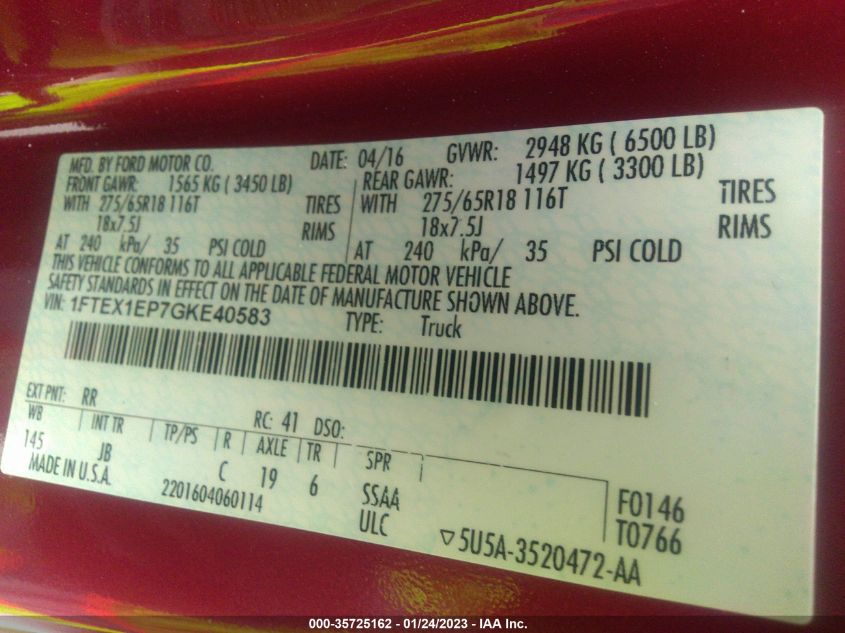 MFD. BY FORD MOTOR CO. DATE: 04/16 GVWR: 2948 KG ( 6500 LB)
FRONT GAWR: 1565 KG ( 3450 LB) REAR GAWR: 1497 KG ( 3300 LB)
WITH 275/65R18 116T TIRES WITH 275/65R18 116T TIRES
18x7.5J RIMS 18x7.5J RIMS
AT 240 kPa/ 35 PSI COLD AT 240 kPa/ 35 PSI COLD
THIS VEHICLE CONFORMS TO ALL APPLICABLE FEDERAL MOTOR VEHICLE
SAFETY STANDARDS IN EFFECT ON THE DATE OF MANUFACTURE SHOWN ABOVE.
VIN: 1FTEX1EP7GKE40583 TYPE: Truck
EXT PNT: RR RC: 41 DSO:
WB INT TR TP/PS R AXLE TR SPR
145 JB C 19 6 SSAA F0146
MADE IN U.S.A. 2201604060114 ULC T0766
▽5U5A-3520472-AA
000-35725162 - 01/24/2023 - IAA Inc.